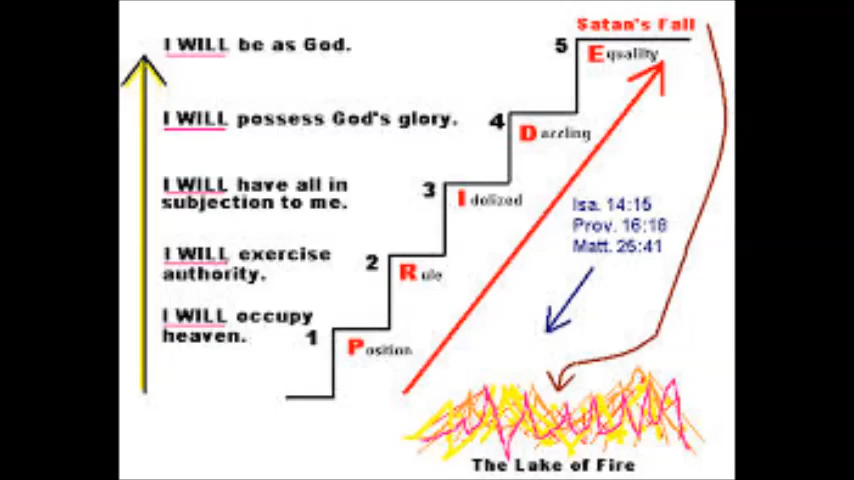 Satan's Fall
I WILL be as God.
5
Equality
I WILL possess God's glory.
4
Dazzling
I WILL have all in
subjection to me.
3
Idolized
Isa. 14:15
Prov. 16:18
Matt. 25:41
I WILL exercise
authority.
2
Rule
I WILL occupy
heaven.
1
Position
The Lake of Fire